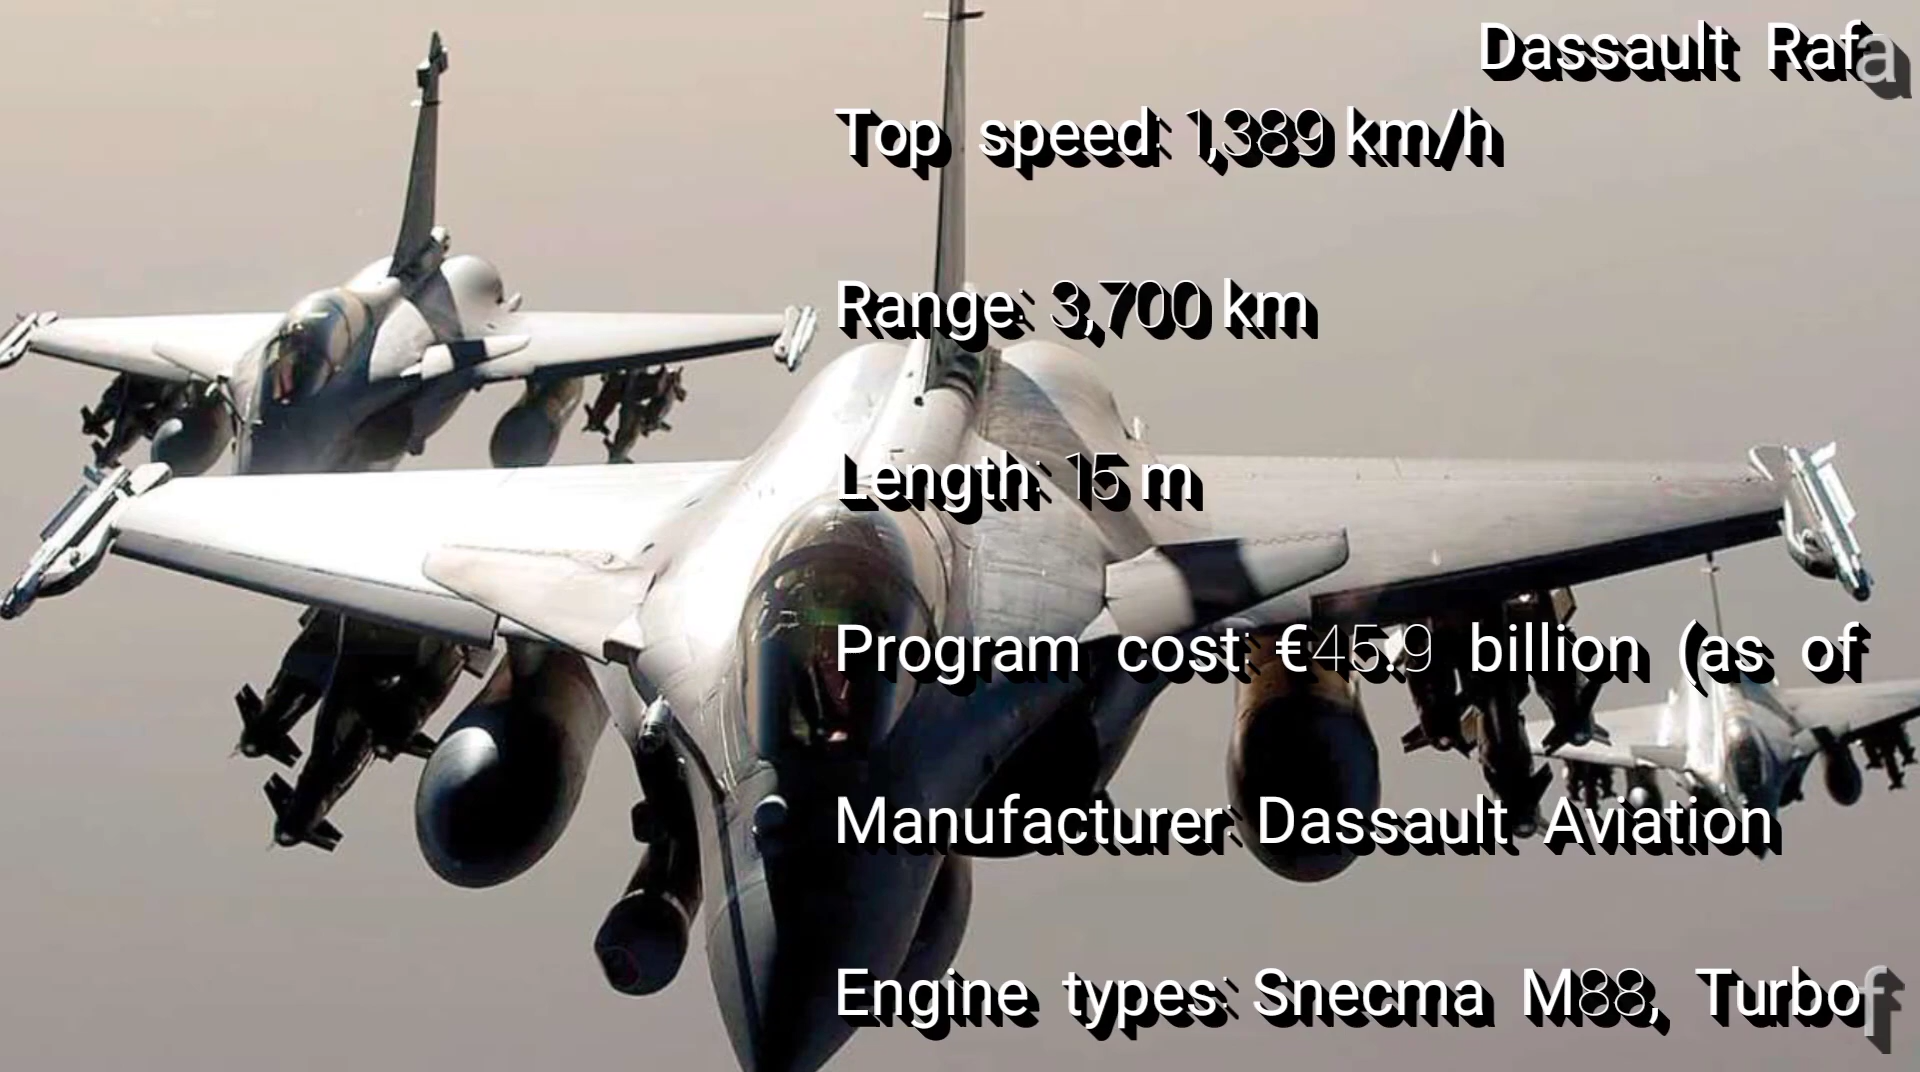 Dassault Rafa
Top speed: 1,389 km/h
Range: 3,700 km
Length: 15 m
Program cost: €45.9 billion (as of
Manufacturer: Dassault Aviation
Engine types: Snecma M88, Turbof